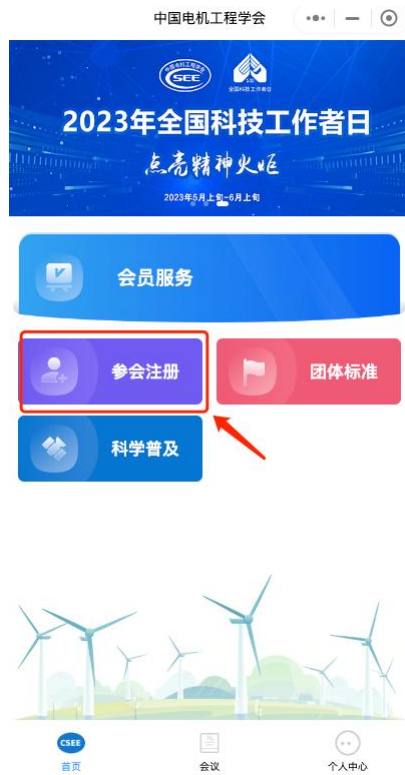 中国电机工程学会
CSEE
2023年全国科技工作者日
点亮精神火炬
2023年5月上旬-6月上旬
会员服务
参会注册
团体标准
科学普及
CSEE
首页
会议
个人中心